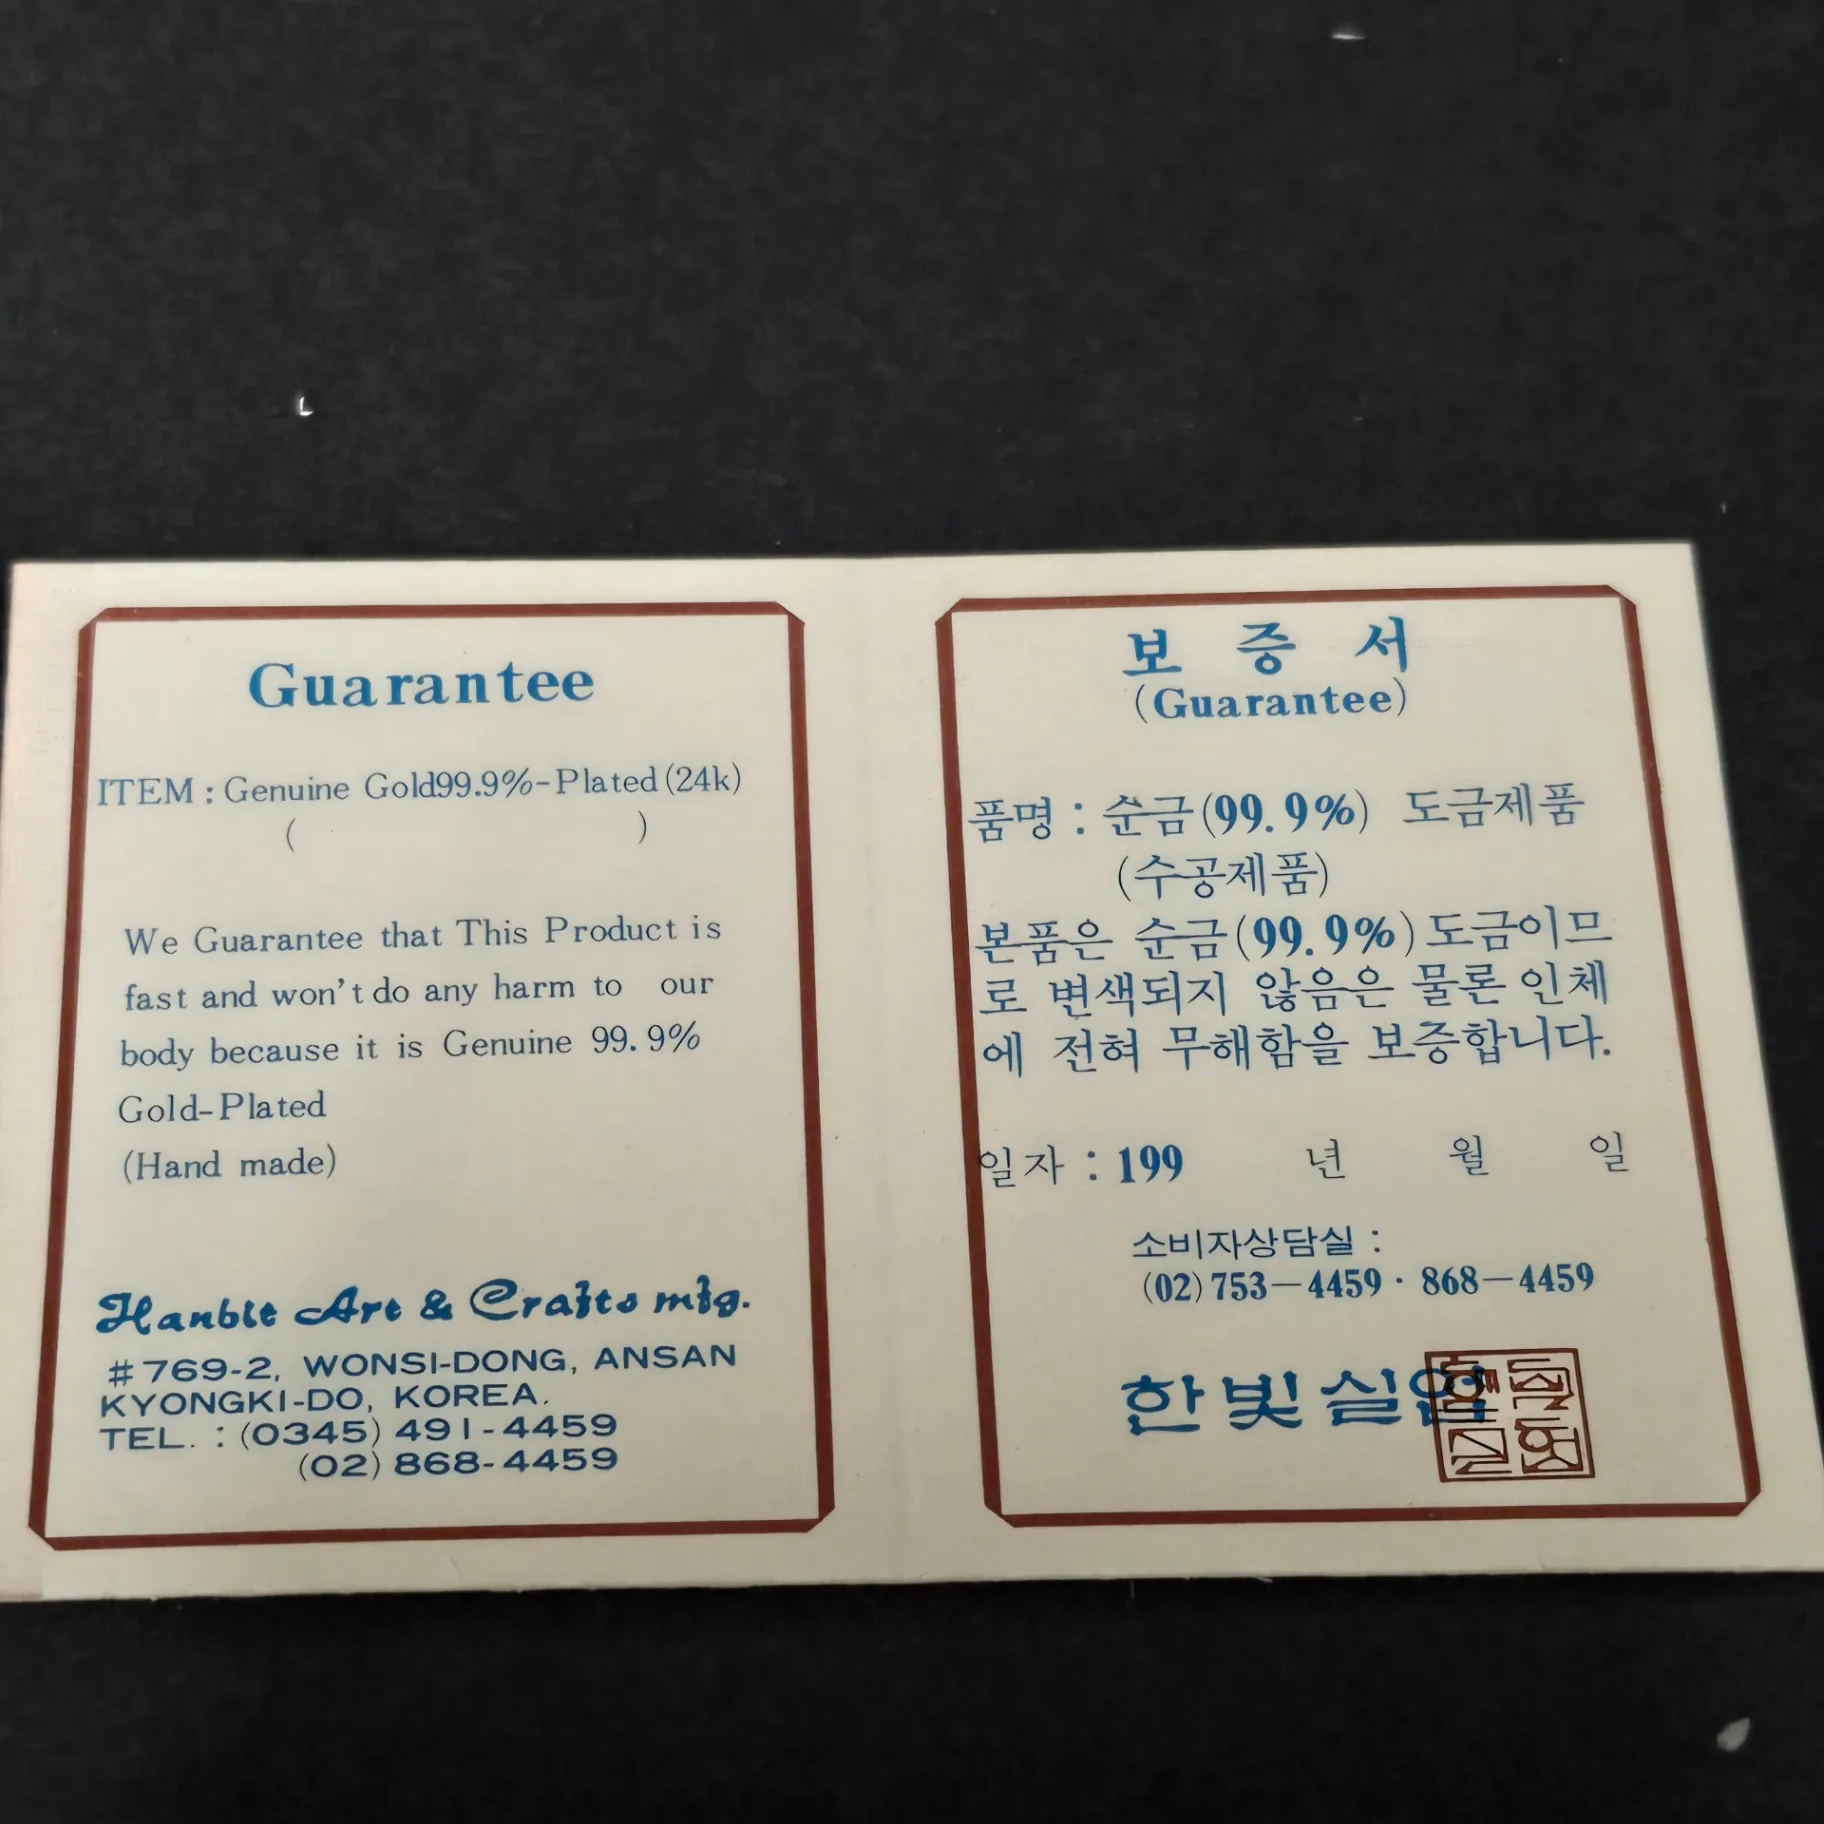 Guarantee
ITEM : Genuine Gold99.9%-Plated(24k)
( )
We Guarantee that This Product is
fast and won't do any harm to our
body because it is Genuine 99.9%
Gold-Plated
(Hand made)
Hanbit Art & Crafts mfg.
#769-2, WONSI-DONG, ANSAN
KYONGKI-DO, KOREA.
TEL. : (0345) 491-4459
(02) 868-4459
보 증 서
(Guarantee)
품명 : 순금(99.9%) 도금제품
(수공제품)
본품은 순금(99.9%)도금이므
로 변색되지 않음은 물론 인체
에 전혀 무해함을 보증합니다.
일자 : 199 년 월 일
소비자상담실 :
(02)753-4459·868-4459
한빛실업